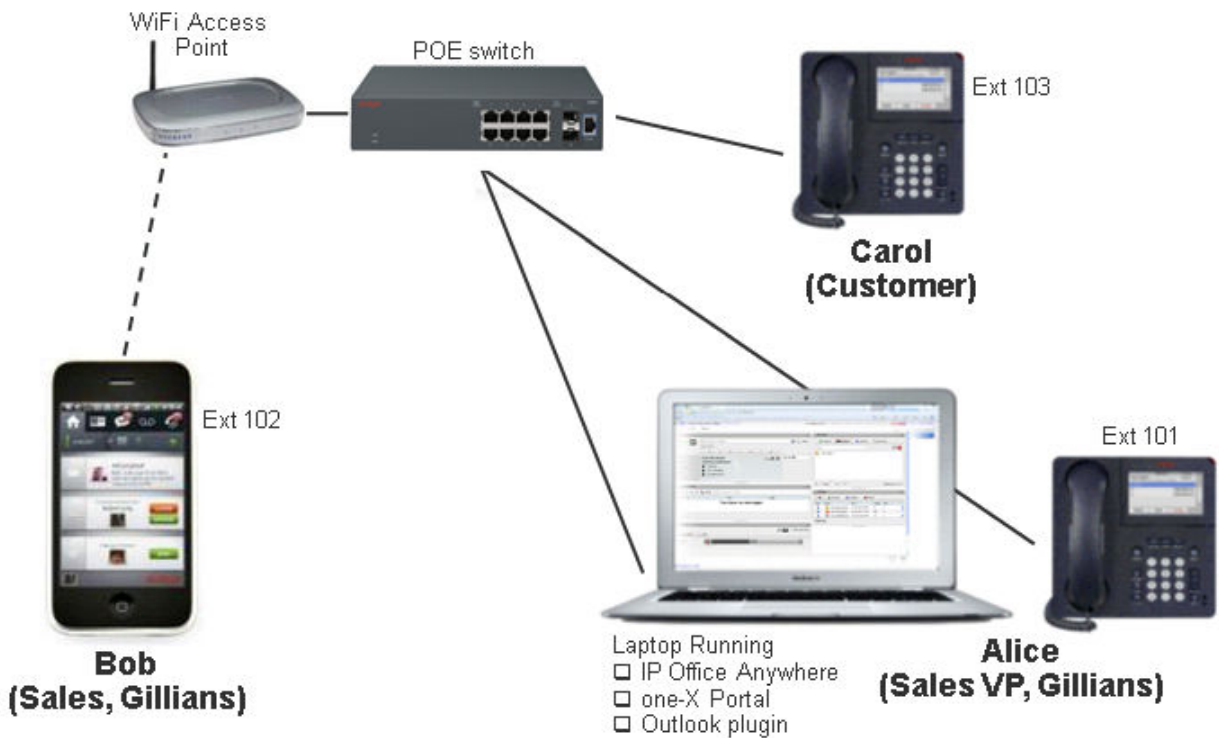 WiFi Access
Point
POE switch
Ext 103
Carol
(Customer)
Ext 102
Ext 101
Bob
(Sales, Gillians)
Laptop Running
❑ IP Office Anywhere
❑ one-X Portal
❑ Outlook plugin
Alice
(Sales VP, Gillians)